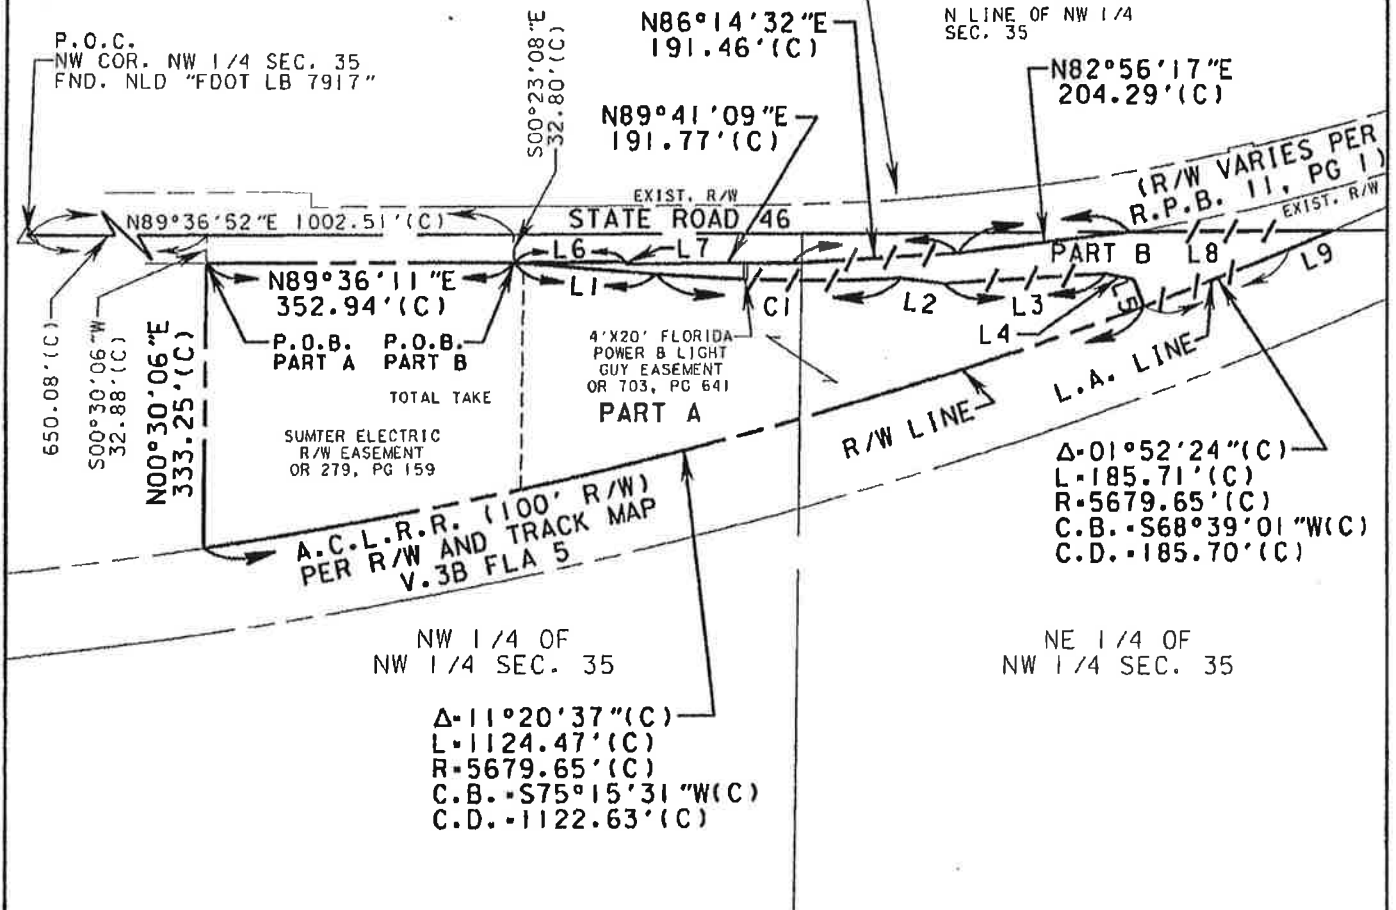 P.O.C.
NW COR. NW 1/4 SEC. 35
FND. NLD "FDOT LB 7917"
S00°23'08"E
32.80'(C)
N86°14'32"E
191.46'(C)
N LINE OF NW 1/4
SEC. 35
N82°56'17"E
204.29'(C)
N89°41'09"E
191.77'(C)
(R/W VARIES PER
R.P.B. 11, PG 1)
EXIST. R/W
EXIST. R/W
STATE ROAD 46
N89°36'52"E 1002.51'(C)
L6
L7
PART B
L8
L9
N89°36'11"E
352.94'(C)
L1
C1
L2
L3
L4
L5
650.08'(C)
S00°30'06"W
32.88'(C)
N00°30'06"E
333.25'(C)
P.O.B.
PART A
P.O.B.
PART B
TOTAL TAKE
4'X20' FLORIDA
POWER & LIGHT
GUY EASEMENT
OR 703, PG 641
PART A
SUMTER ELECTRIC
R/W EASEMENT
OR 279, PG 159
R/W LINE
L.A. LINE
Δ=01°52'24"(C)
L=185.71'(C)
R=5679.65'(C)
C.B.=S68°39'01"W(C)
C.D.=185.70'(C)
A.C.L.R.R. (100' R/W)
PER R/W AND TRACK MAP
V.3B FLA 5
NW 1/4 OF
NW 1/4 SEC. 35
NE 1/4 OF
NW 1/4 SEC. 35
Δ=11°20'37"(C)
L=1124.47'(C)
R=5679.65'(C)
C.B.=S75°15'31"W(C)
C.D.=1122.63'(C)